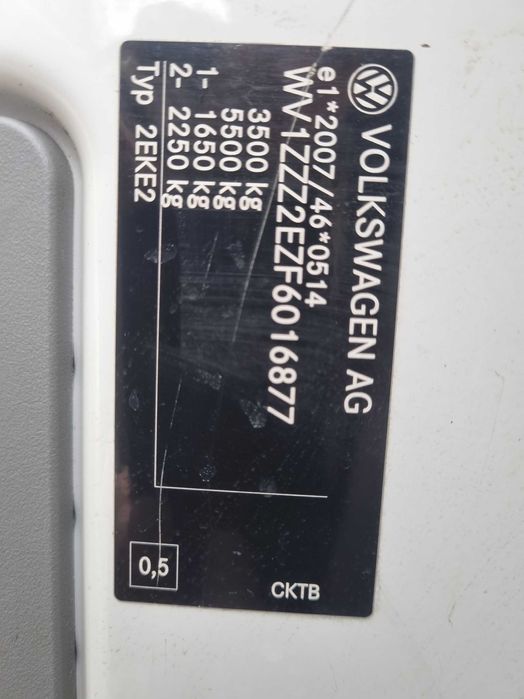 VOLKSWAGEN AG
e1*2007/46*0514
WV1ZZZ2EZF6016877
3500 kg
5500 kg
1- 1650 kg
2- 2250 kg
Typ 2EKE2
0,5
CKTB